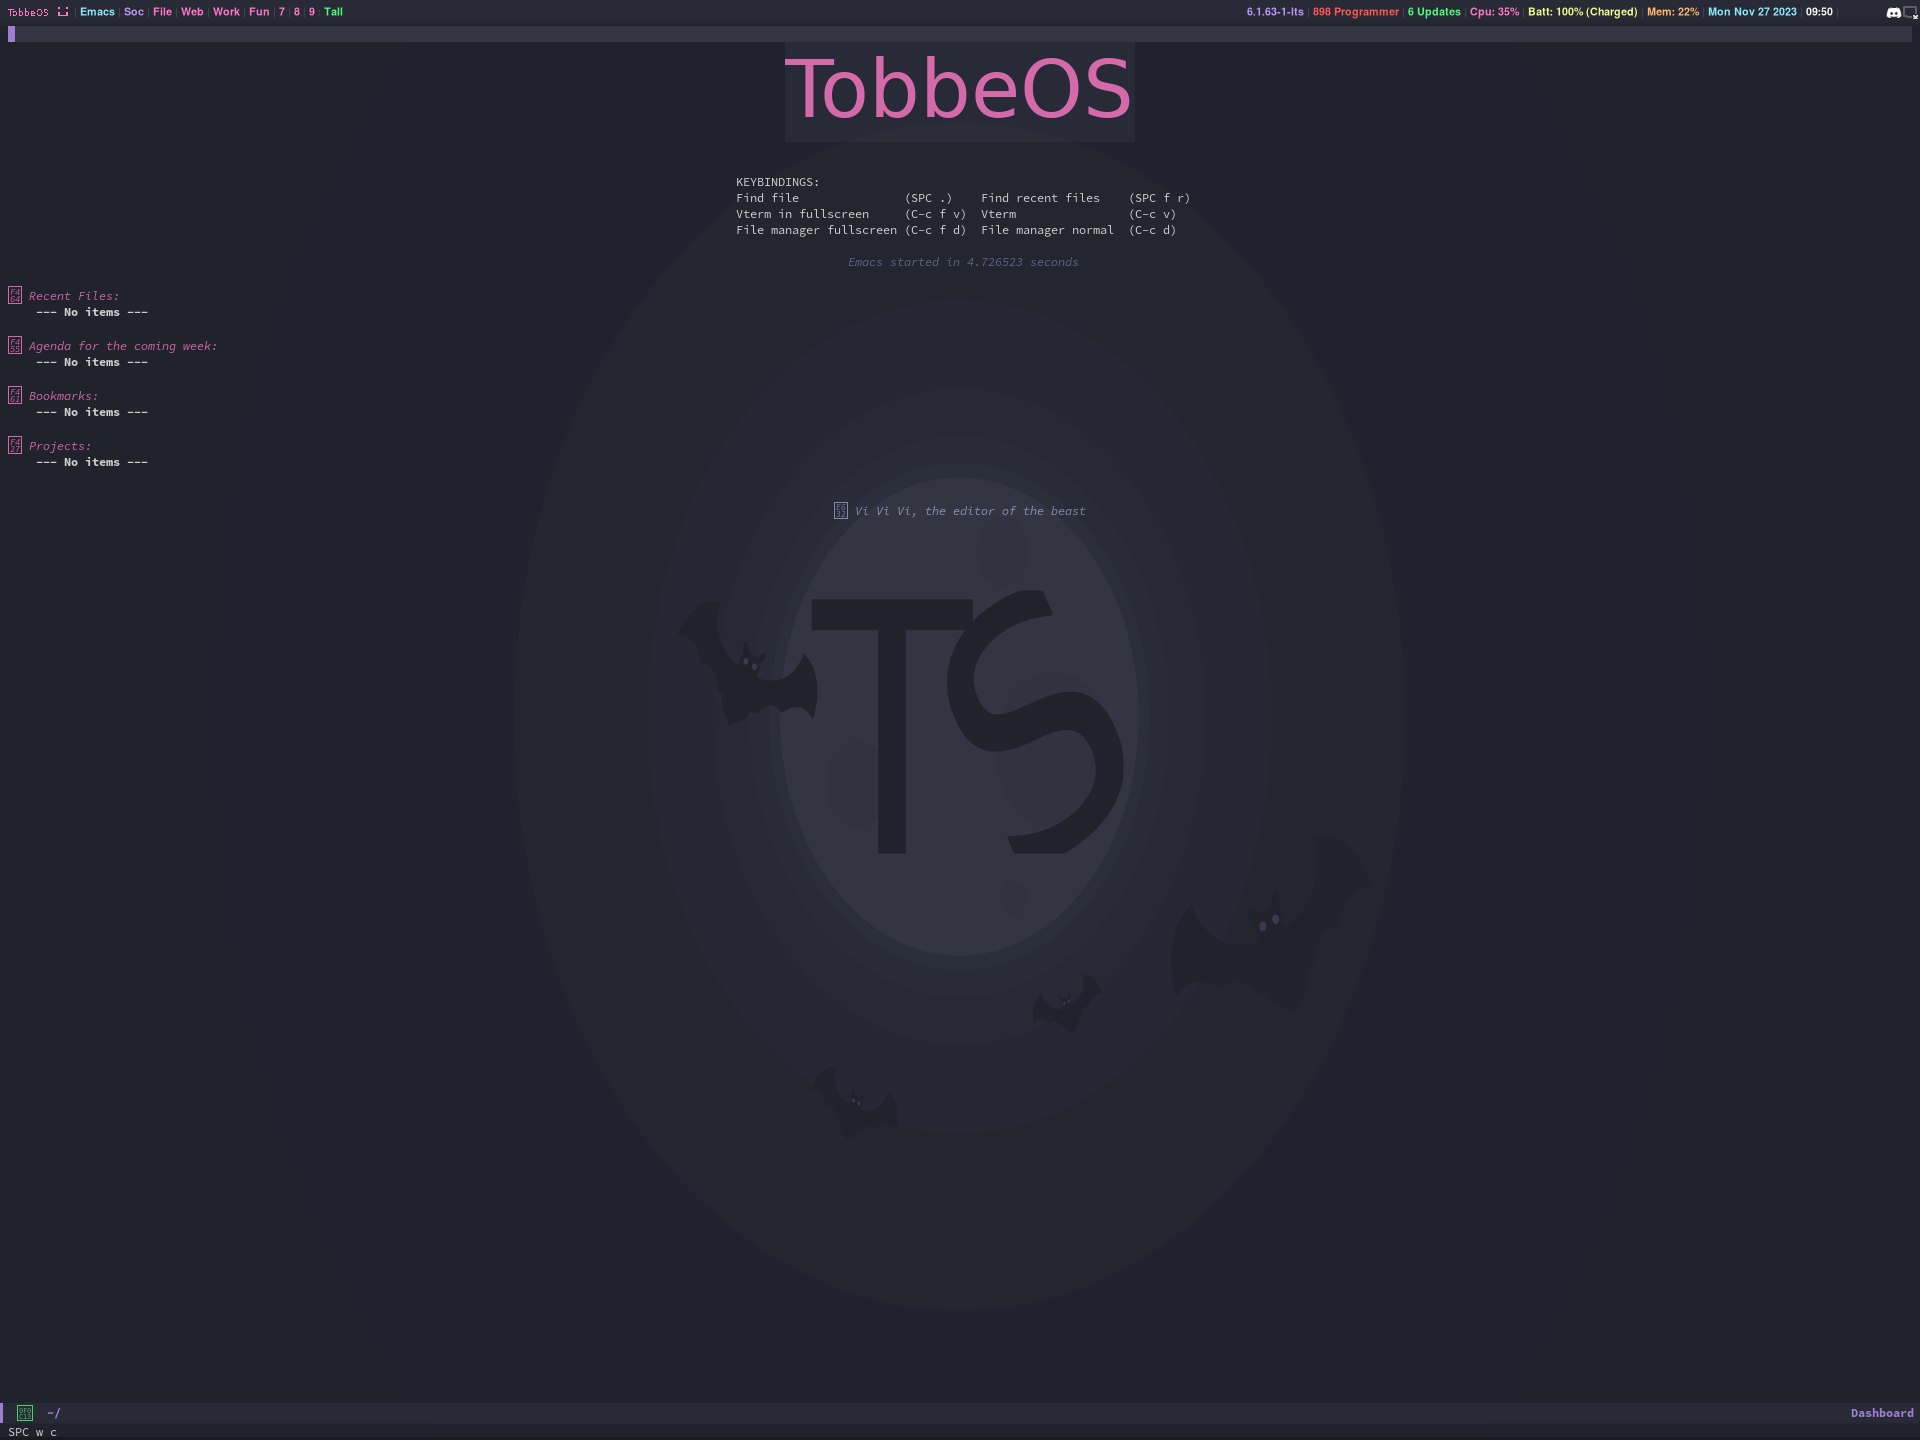 TobbeOS | Emacs | Soc | File | Web | Work | Fun | 7 | 8 | 9 : Tall
6.1.63-1-lts | 898 Programmer | 6 Updates | Cpu: 35% | Batt: 100% (Charged) | Mem: 22% | Mon Nov 27 2023 | 09:50 |
TobbeOS
KEYBINDINGS:
Find file (SPC .) Find recent files (SPC f r)
Vterm in fullscreen (C-c f v) Vterm (C-c v)
File manager fullscreen (C-c f d) File manager normal (C-c d)
Emacs started in 4.726523 seconds
Recent Files:
--- No items ---
Agenda for the coming week:
--- No items ---
Bookmarks:
--- No items ---
Projects:
--- No items ---
Vi Vi Vi, the editor of the beast
TS
~/ Dashboard
SPC w c